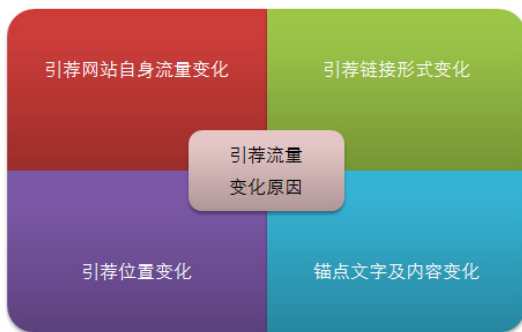 引荐网站自身流量变化
引荐链接形式变化
引荐流量
变化原因
引荐位置变化
锚点文字及内容变化